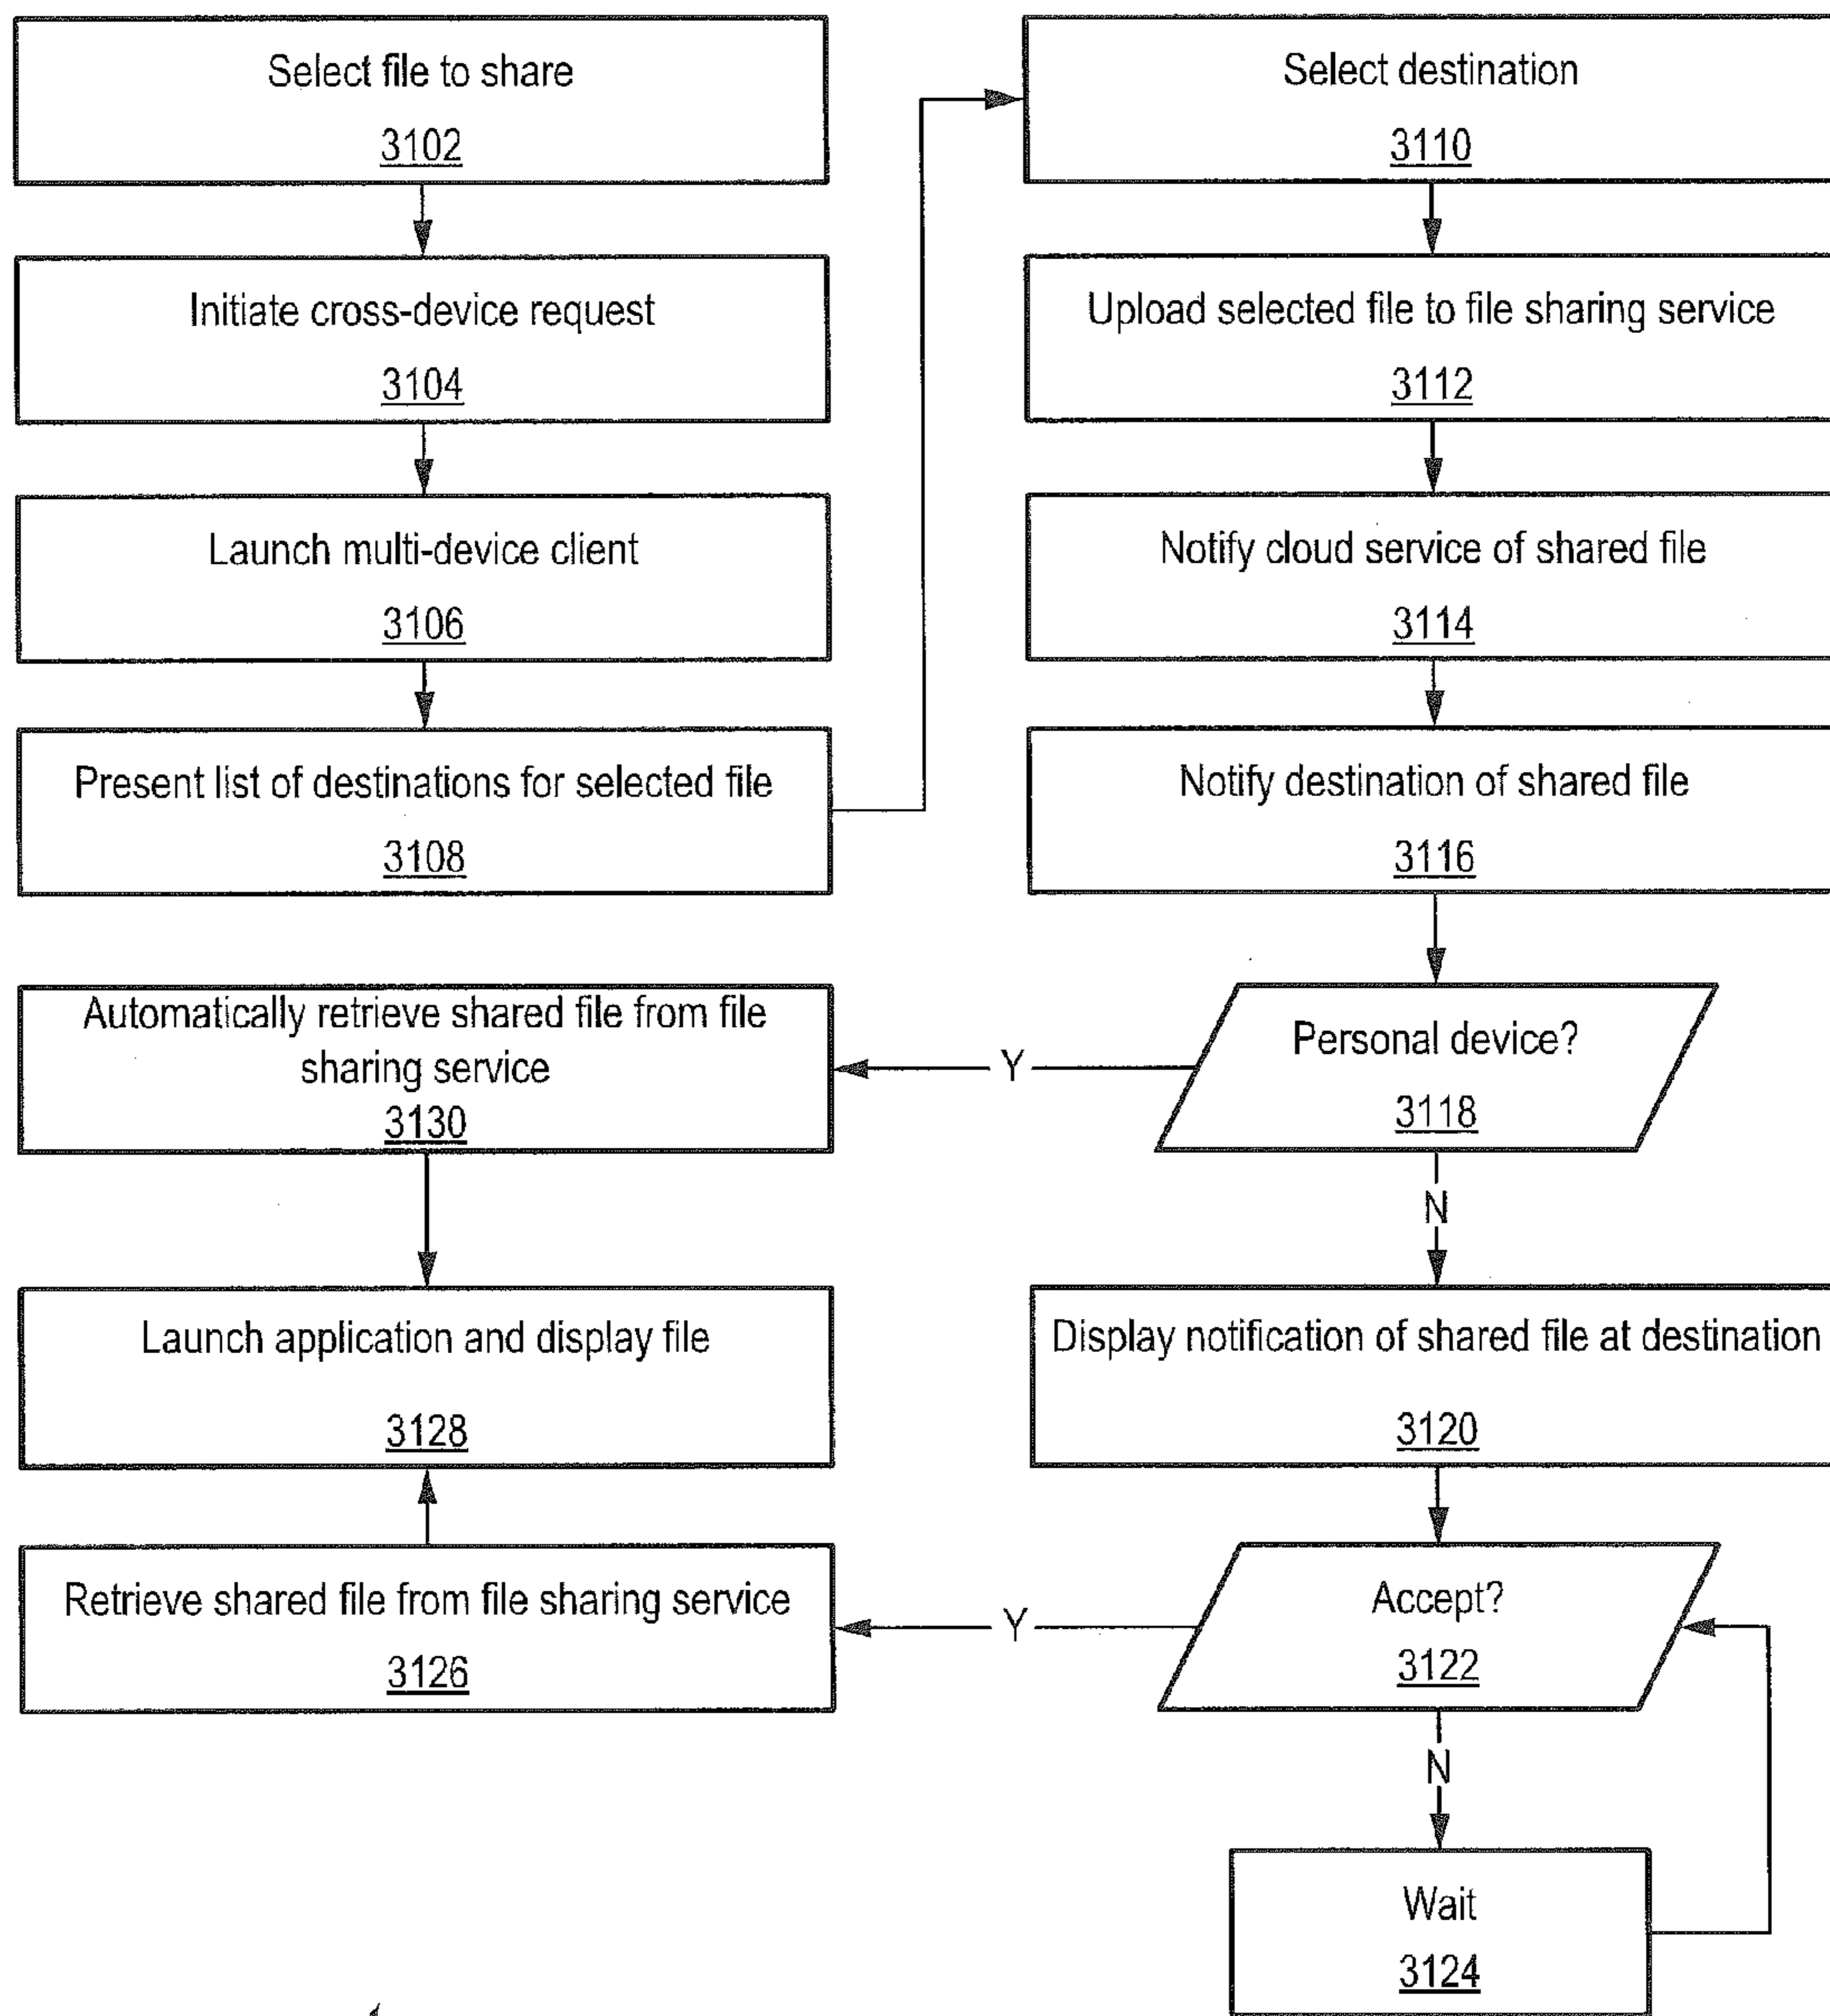 Select file to share
3102
Initiate cross-device request
3104
Launch multi-device client
3106
Present list of destinations for selected file
3108
Select destination
3110
Upload selected file to file sharing service
3112
Notify cloud service of shared file
3114
Notify destination of shared file
3116
Personal device?
3118
Y
N
Automatically retrieve shared file from file
sharing service
3130
Launch application and display file
3128
Display notification of shared file at destination
3120
Accept?
3122
Y
N
Retrieve shared file from file sharing service
3126
Wait
3124